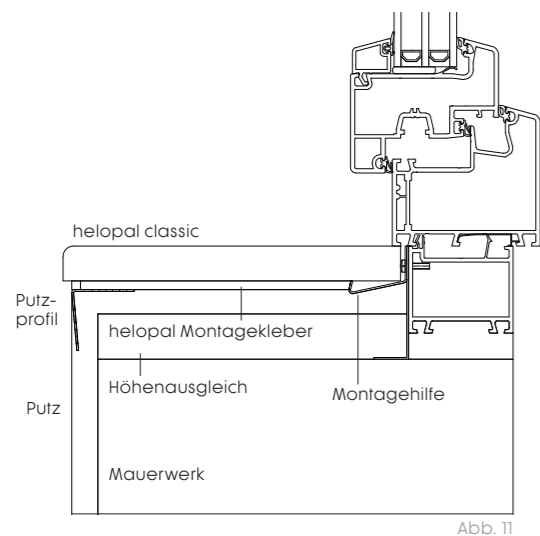 helopal classic
Putz-
profil
helopal Montagekleber
Höhenausgleich
Montagehilfe
Putz
Mauerwerk
Abb. 11